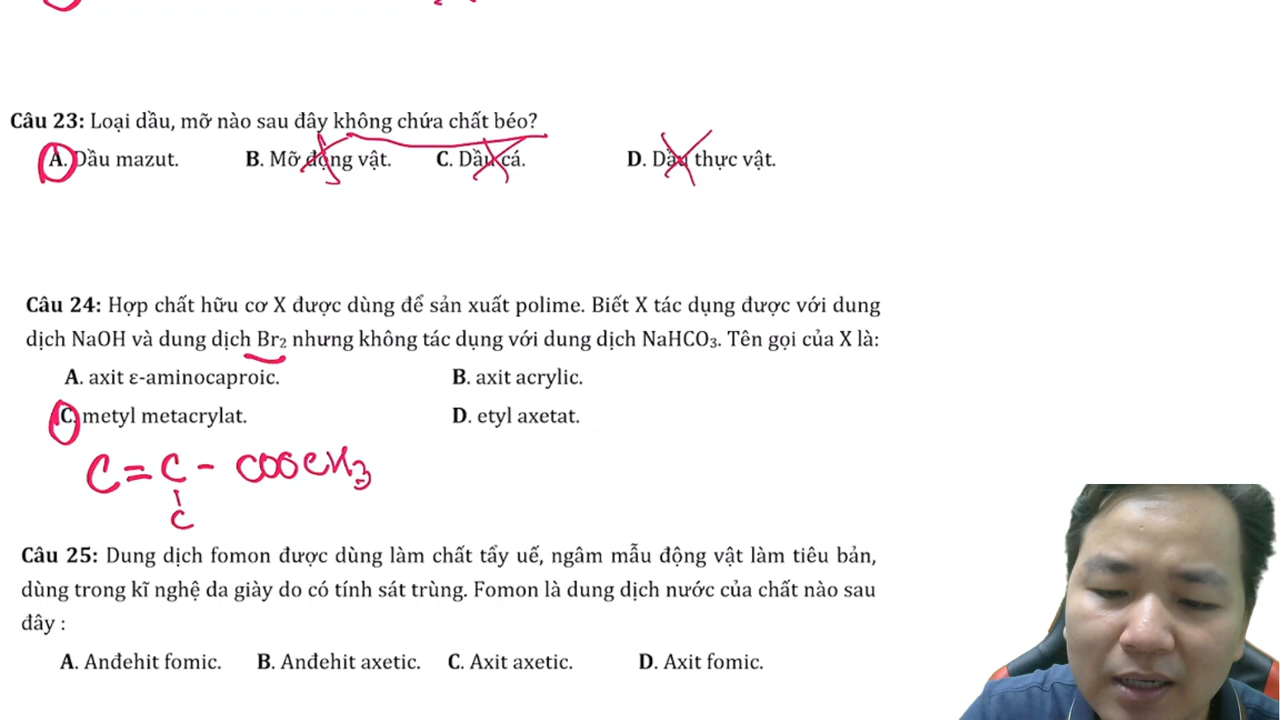 Câu 23: Loại dầu, mỡ nào sau đây không chứa chất béo?
A. Dầu mazut. B. Mỡ động vật. C. Dầu cá. D. Dầu thực vật.
Câu 24: Hợp chất hữu cơ X được dùng để sản xuất polime. Biết X tác dụng được với dung
dịch NaOH và dung dịch Br₂ nhưng không tác dụng với dung dịch NaHCO₃. Tên gọi của X là:
A. axit ε-aminocaproic. B. axit acrylic.
C. metyl metacrylat. D. etyl axetat.
C = C - COOCH₃
C
Câu 25: Dung dịch fomon được dùng làm chất tẩy uế, ngâm mẫu động vật làm tiêu bản,
dùng trong kĩ nghệ da giày do có tính sát trùng. Fomon là dung dịch nước của chất nào sau
đây :
A. Anđehit fomic. B. Anđehit axetic. C. Axit axetic. D. Axit fomic.